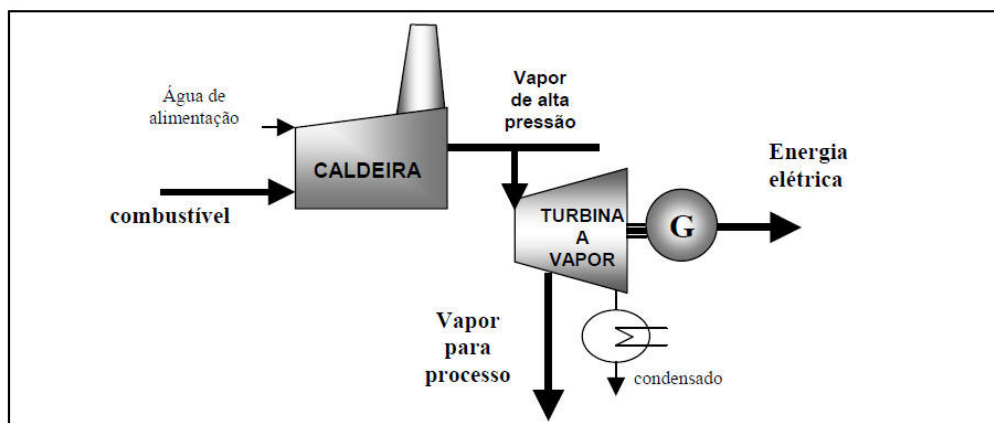 Água de
alimentação
combustível
CALDEIRA
Vapor
de alta
pressão
TURBINA
A
VAPOR
G
Energia
elétrica
Vapor
para
processo
condensado